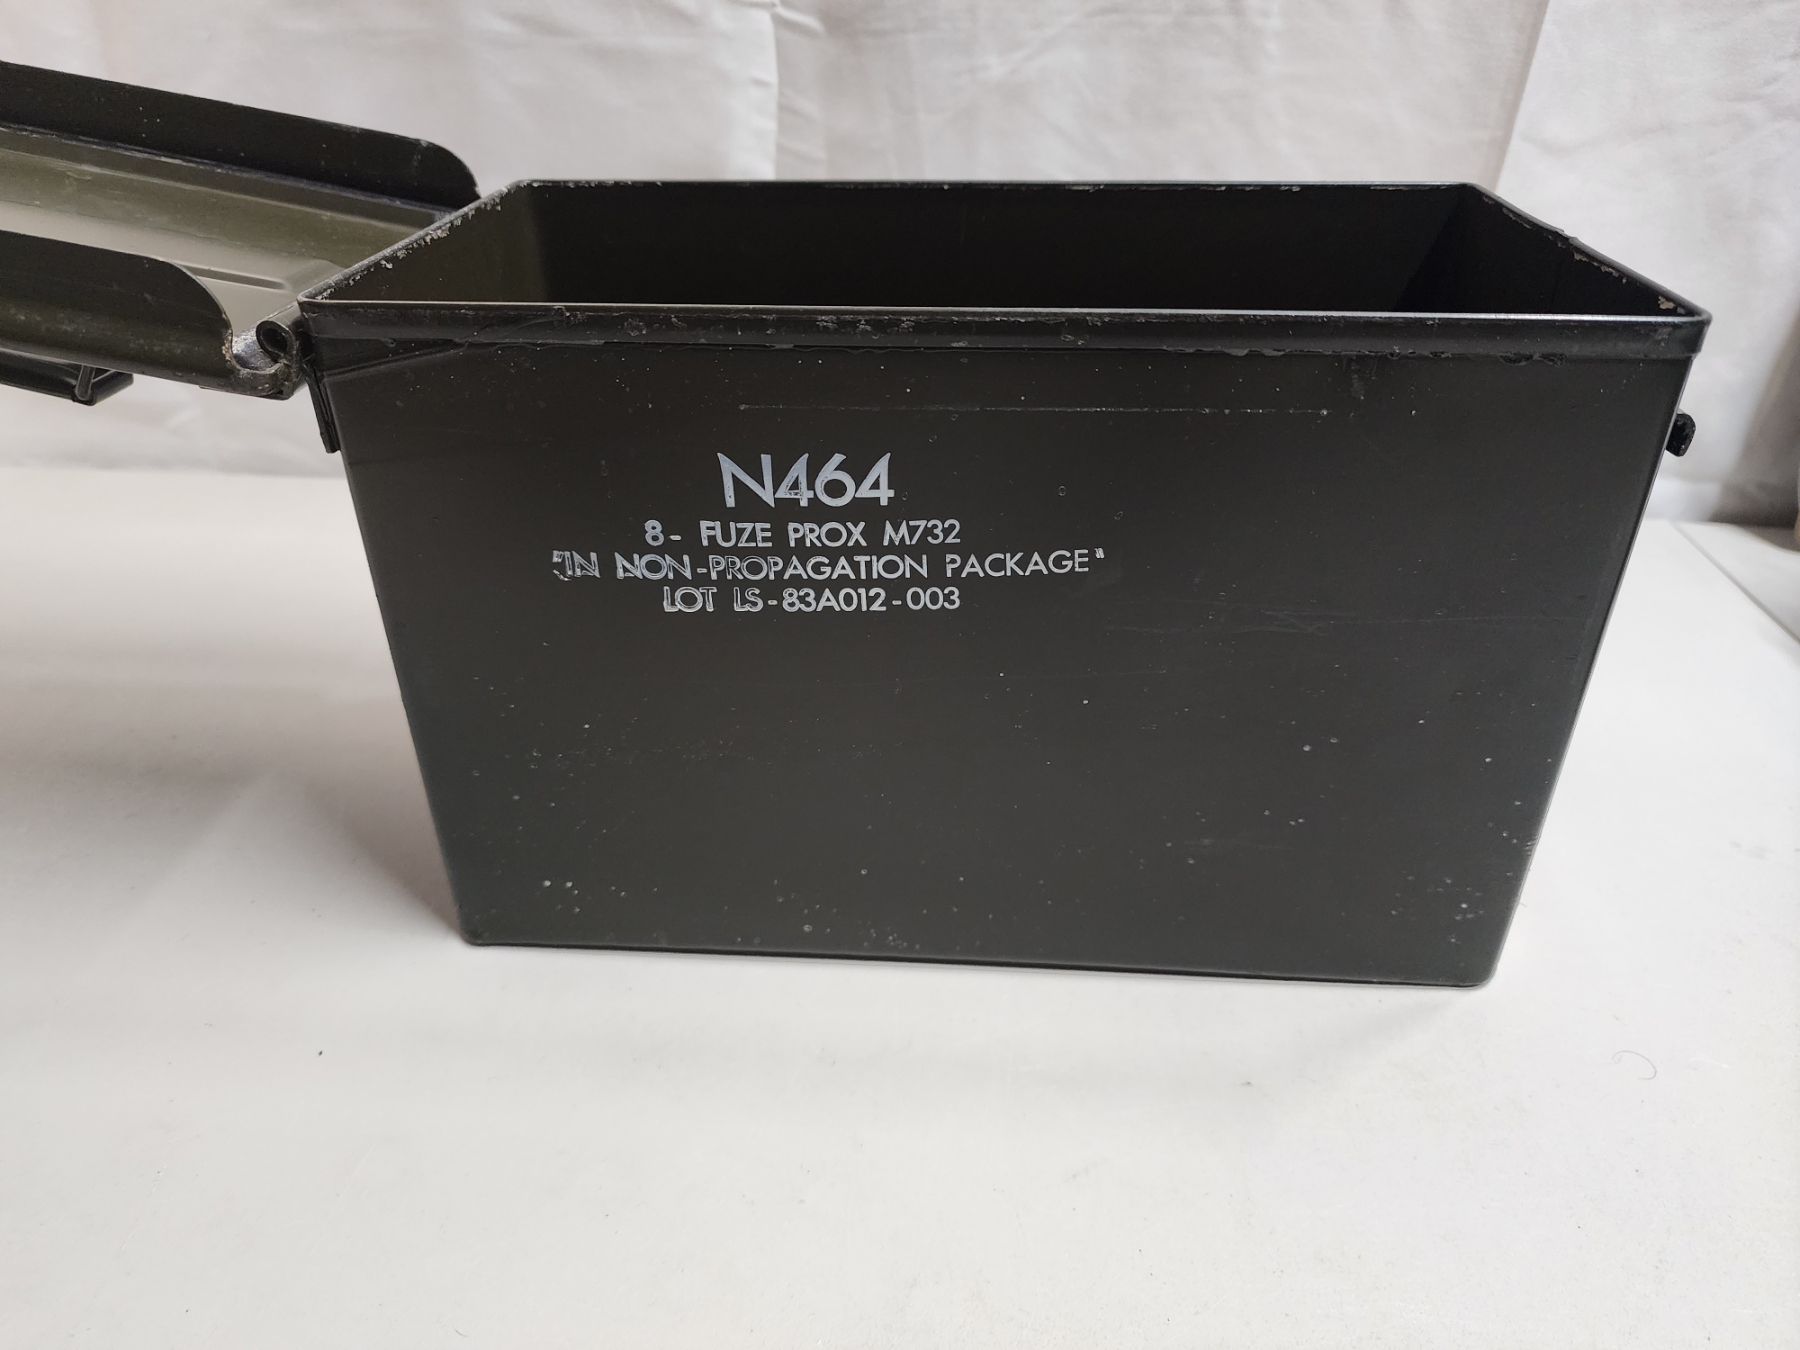 N464
8- FUZE PROX M732
"IN NON-PROPAGATION PACKAGE"
LOT LS-83A012-003